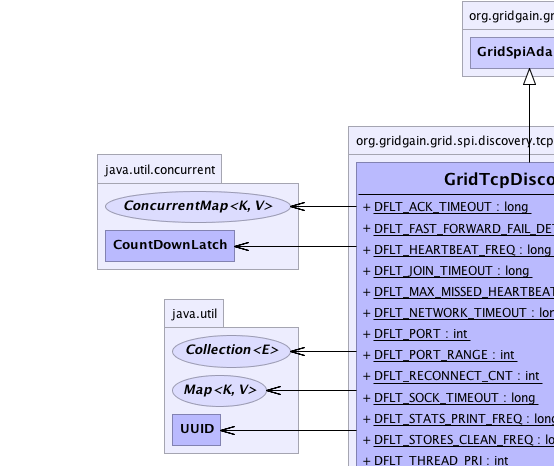 org.gridgain.gr
GridSpiAda
org.gridgain.grid.spi.discovery.tcp
GridTcpDisco
java.util.concurrent
ConcurrentMap<K, V>
CountDownLatch
java.util
Collection<E>
Map<K, V>
UUID
+ DFLT_ACK_TIMEOUT : long
+ DFLT_FAST_FORWARD_FAIL_DET
+ DFLT_HEARTBEAT_FREQ : long
+ DFLT_JOIN_TIMEOUT : long
+ DFLT_MAX_MISSED_HEARTBEAT
+ DFLT_NETWORK_TIMEOUT : lon
+ DFLT_PORT : int
+ DFLT_PORT_RANGE : int
+ DFLT_RECONNECT_CNT : int
+ DFLT_SOCK_TIMEOUT : long
+ DFLT_STATS_PRINT_FREQ : long
+ DFLT_STORES_CLEAN_FREQ : lo
+ DFLT_THREAD_PRI : int